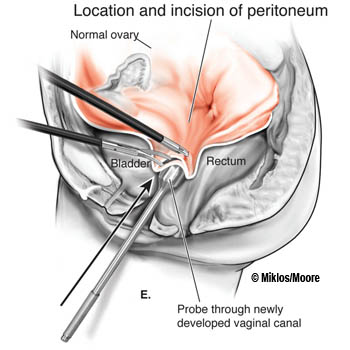 Location and incision of peritoneum
Normal ovary
Bladder
Rectum
© Miklos/Moore
E.
Probe through newly
developed vaginal canal